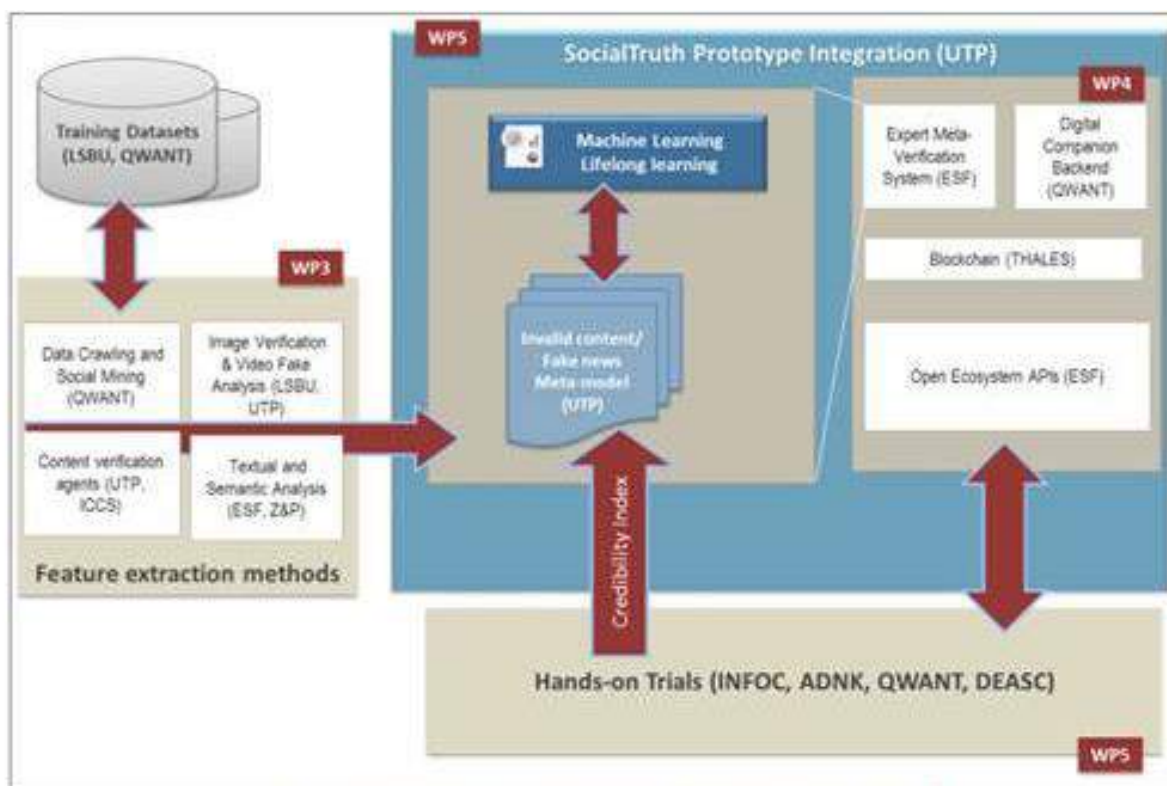 WP5
SocialTruth Prototype Integration (UTP)
Training Datasets
(LSBU, QWANT)
Machine Learning
Lifelong learning
WP4
Expert Meta-
Verification
System (ESF)
Digital
Companion
Backend
(QWANT)
Blockchain (THALES)
Open Ecosystem APIs (ESF)
WP3
Data Crawling and
Social Mining
(QWANT)
Image Verification
& Video Fake
Analysis (LSBU,
UTP)
Content verification
agents (UTP,
ICCS)
Textual and
Semantic Analysis
(ESF, Z&P)
Feature extraction methods
Invalid content/
Fake news
Meta-model
(UTP)
Credibility Index
Hands-on Trials (INFOC, ADNK, QWANT, DEASC)
WP5